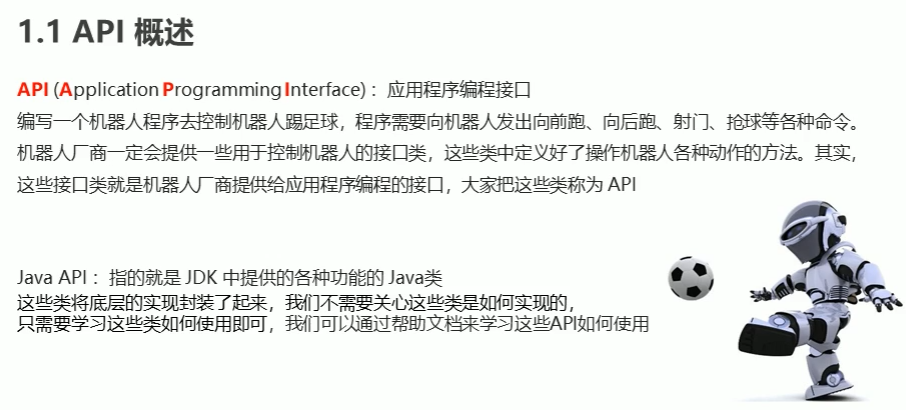 1.1 API 概述
API (Application Programming Interface) ：应用程序编程接口
编写一个机器人程序去控制机器人踢足球，程序需要向机器人发出向前跑、向后跑、射门、抢球等各种命令。
机器人厂商一定会提供一些用于控制机器人的接口类，这些类中定义好了操作机器人各种动作的方法。其实，
这些接口类就是机器人厂商提供给应用程序编程的接口，大家把这些类称为 API
Java API ：指的就是 JDK 中提供的各种功能的 Java类
这些类将底层的实现封装了起来，我们不需要关心这些类是如何实现的，
只需要学习这些类如何使用即可，我们可以通过帮助文档来学习这些API如何使用